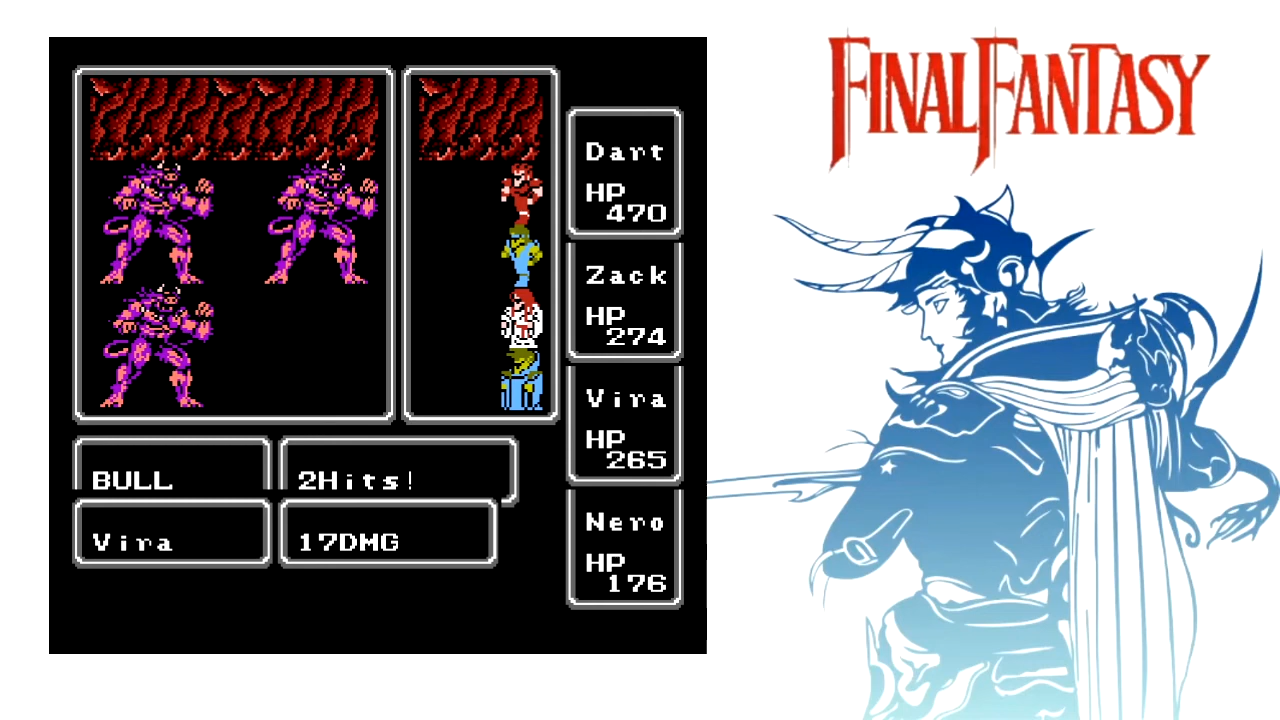 FINAL FANTASY
Dart
HP
470
Zack
HP
274
Vira
HP
265
Nero
HP
176
BULL
2Hits!
Vira
17DMG